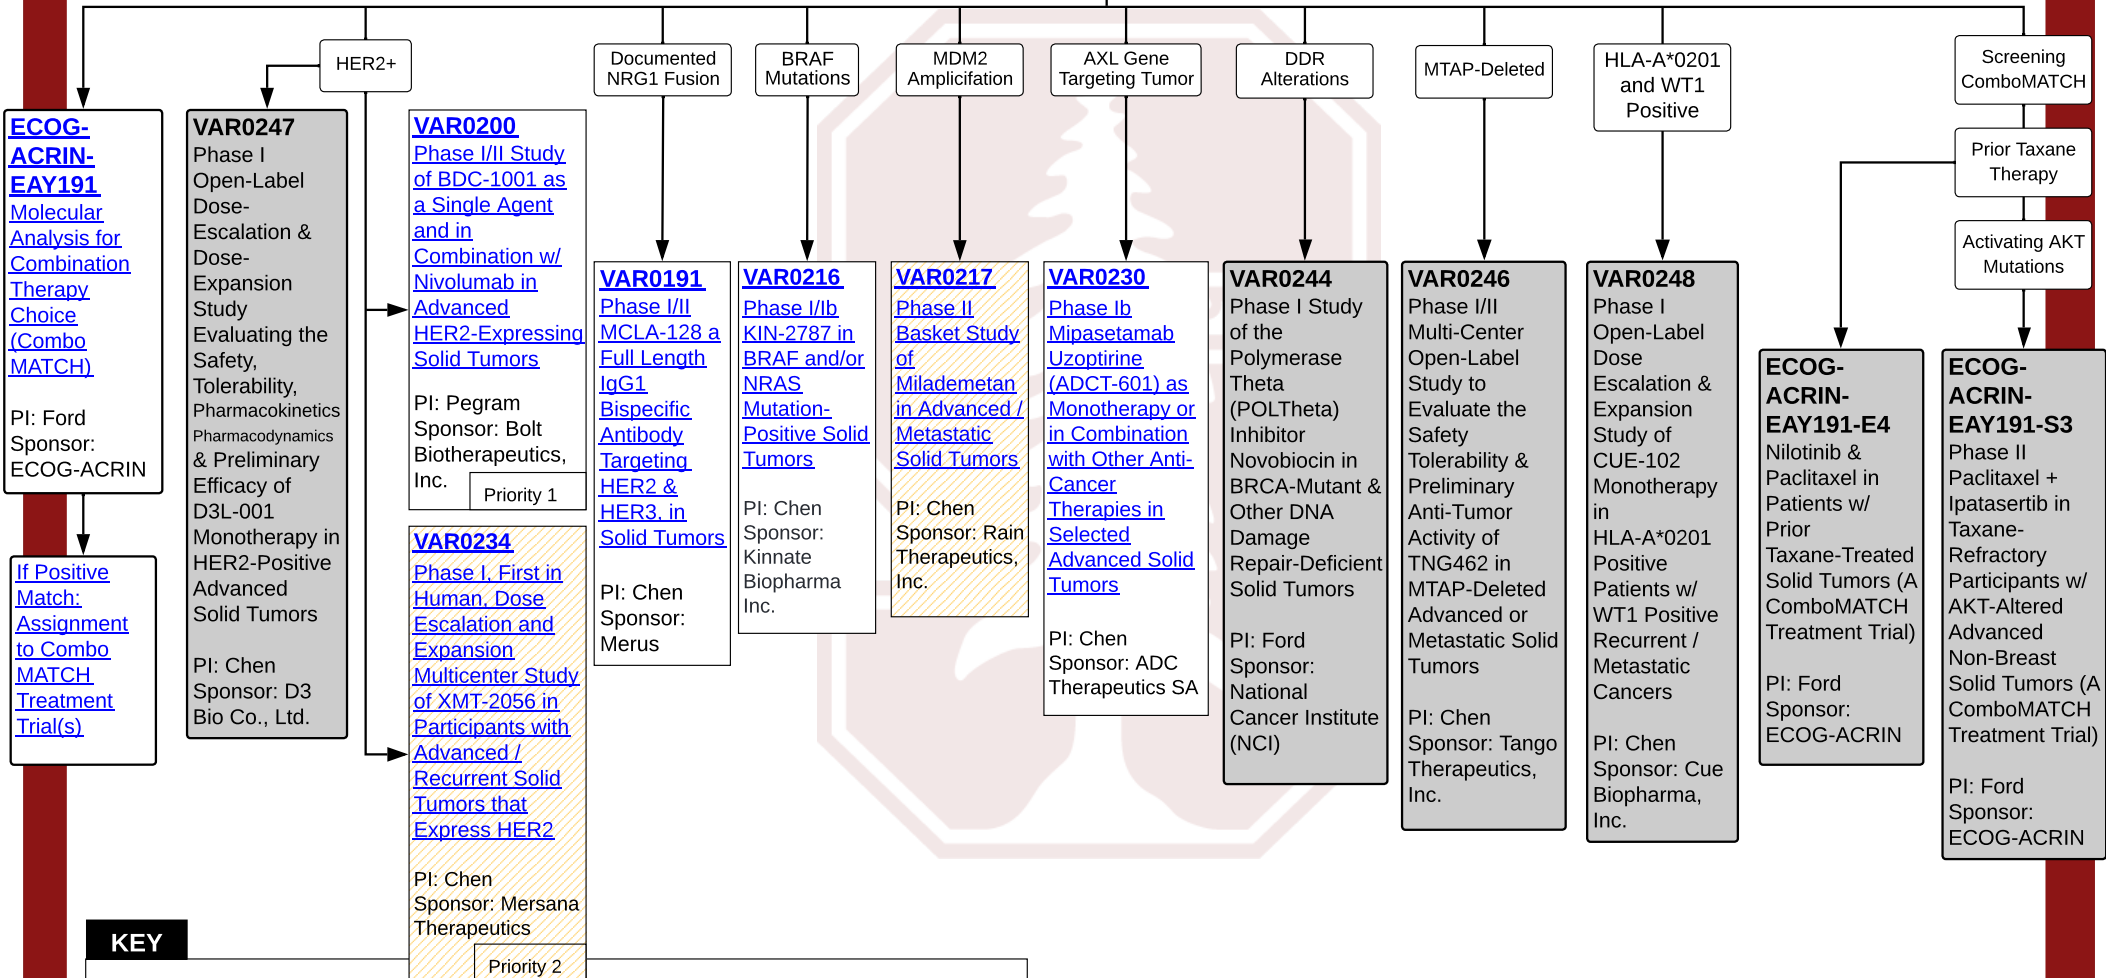 HER2+
Documented
NRG1 Fusion
BRAF
Mutations
MDM2
Amplicifation
AXL Gene
Targeting Tumor
DDR
Alterations
MTAP-Deleted
HLA-A*0201
and WT1
Positive
Screening
ComboMATCH
Prior Taxane
Therapy
Activating AKT
Mutations
ECOG-
ACRIN-
EAY191
Molecular
Analysis for
Combination
Therapy
Choice
(Combo
MATCH)
PI: Ford
Sponsor:
ECOG-ACRIN
If Positive
Match:
Assignment
to Combo
MATCH
Treatment
Trial(s)
VAR0247
Phase I
Open-Label
Dose-
Escalation &
Dose-
Expansion
Study
Evaluating the
Safety,
Tolerability,
Pharmacokinetics
Pharmacodynamics
& Preliminary
Efficacy of
D3L-001
Monotherapy in
HER2-Positive
Advanced
Solid Tumors
PI: Chen
Sponsor: D3
Bio Co., Ltd.
VAR0200
Phase I/II Study
of BDC-1001 as
a Single Agent
and in
Combination w/
Nivolumab in
Advanced
HER2-Expressing
Solid Tumors
PI: Pegram
Sponsor: Bolt
Biotherapeutics,
Inc.
Priority 1
VAR0234
Phase I, First in
Human, Dose
Escalation and
Expansion
Multicenter Study
of XMT-2056 in
Participants with
Advanced /
Recurrent Solid
Tumors that
Express HER2
PI: Chen
Sponsor: Mersana
Therapeutics
Priority 2
VAR0191
Phase I/II
MCLA-128 a
Full Length
IgG1
Bispecific
Antibody
Targeting
HER2 &
HER3, in
Solid Tumors
PI: Chen
Sponsor:
Merus
VAR0216
Phase I/Ib
KIN-2787 in
BRAF and/or
NRAS
Mutation-
Positive Solid
Tumors
PI: Chen
Sponsor:
Kinnate
Biopharma
Inc.
VAR0217
Phase II
Basket Study
of
Milademetan
in Advanced /
Metastatic
Solid Tumors
PI: Chen
Sponsor: Rain
Therapeutics,
Inc.
VAR0230
Phase Ib
Mipasetamab
Uzoptirine
(ADCT-601) as
Monotherapy or
in Combination
with Other Anti-
Cancer
Therapies in
Selected
Advanced Solid
Tumors
PI: Chen
Sponsor: ADC
Therapeutics SA
VAR0244
Phase I Study
of the
Polymerase
Theta
(POLTheta)
Inhibitor
Novobiocin in
BRCA-Mutant &
Other DNA
Damage
Repair-Deficient
Solid Tumors
PI: Ford
Sponsor:
National
Cancer Institute
(NCI)
VAR0246
Phase I/II
Multi-Center
Open-Label
Study to
Evaluate the
Safety
Tolerability &
Preliminary
Anti-Tumor
Activity of
TNG462 in
MTAP-Deleted
Advanced or
Metastatic Solid
Tumors
PI: Chen
Sponsor: Tango
Therapeutics,
Inc.
VAR0248
Phase I
Open-Label
Dose
Escalation &
Expansion
Study of
CUE-102
Monotherapy
in
HLA-A*0201
Positive
Patients w/
WT1 Positive
Recurrent /
Metastatic
Cancers
PI: Chen
Sponsor: Cue
Biopharma,
Inc.
ECOG-
ACRIN-
EAY191-E4
Nilotinib &
Paclitaxel in
Patients w/
Prior
Taxane-Treated
Solid Tumors (A
ComboMATCH
Treatment Trial)
PI: Ford
Sponsor:
ECOG-ACRIN
ECOG-
ACRIN-
EAY191-S3
Phase II
Paclitaxel +
Ipatasertib in
Taxane-
Refractory
Participants w/
AKT-Altered
Advanced
Non-Breast
Solid Tumors (A
ComboMATCH
Treatment Trial)
PI: Ford
Sponsor:
ECOG-ACRIN
KEY